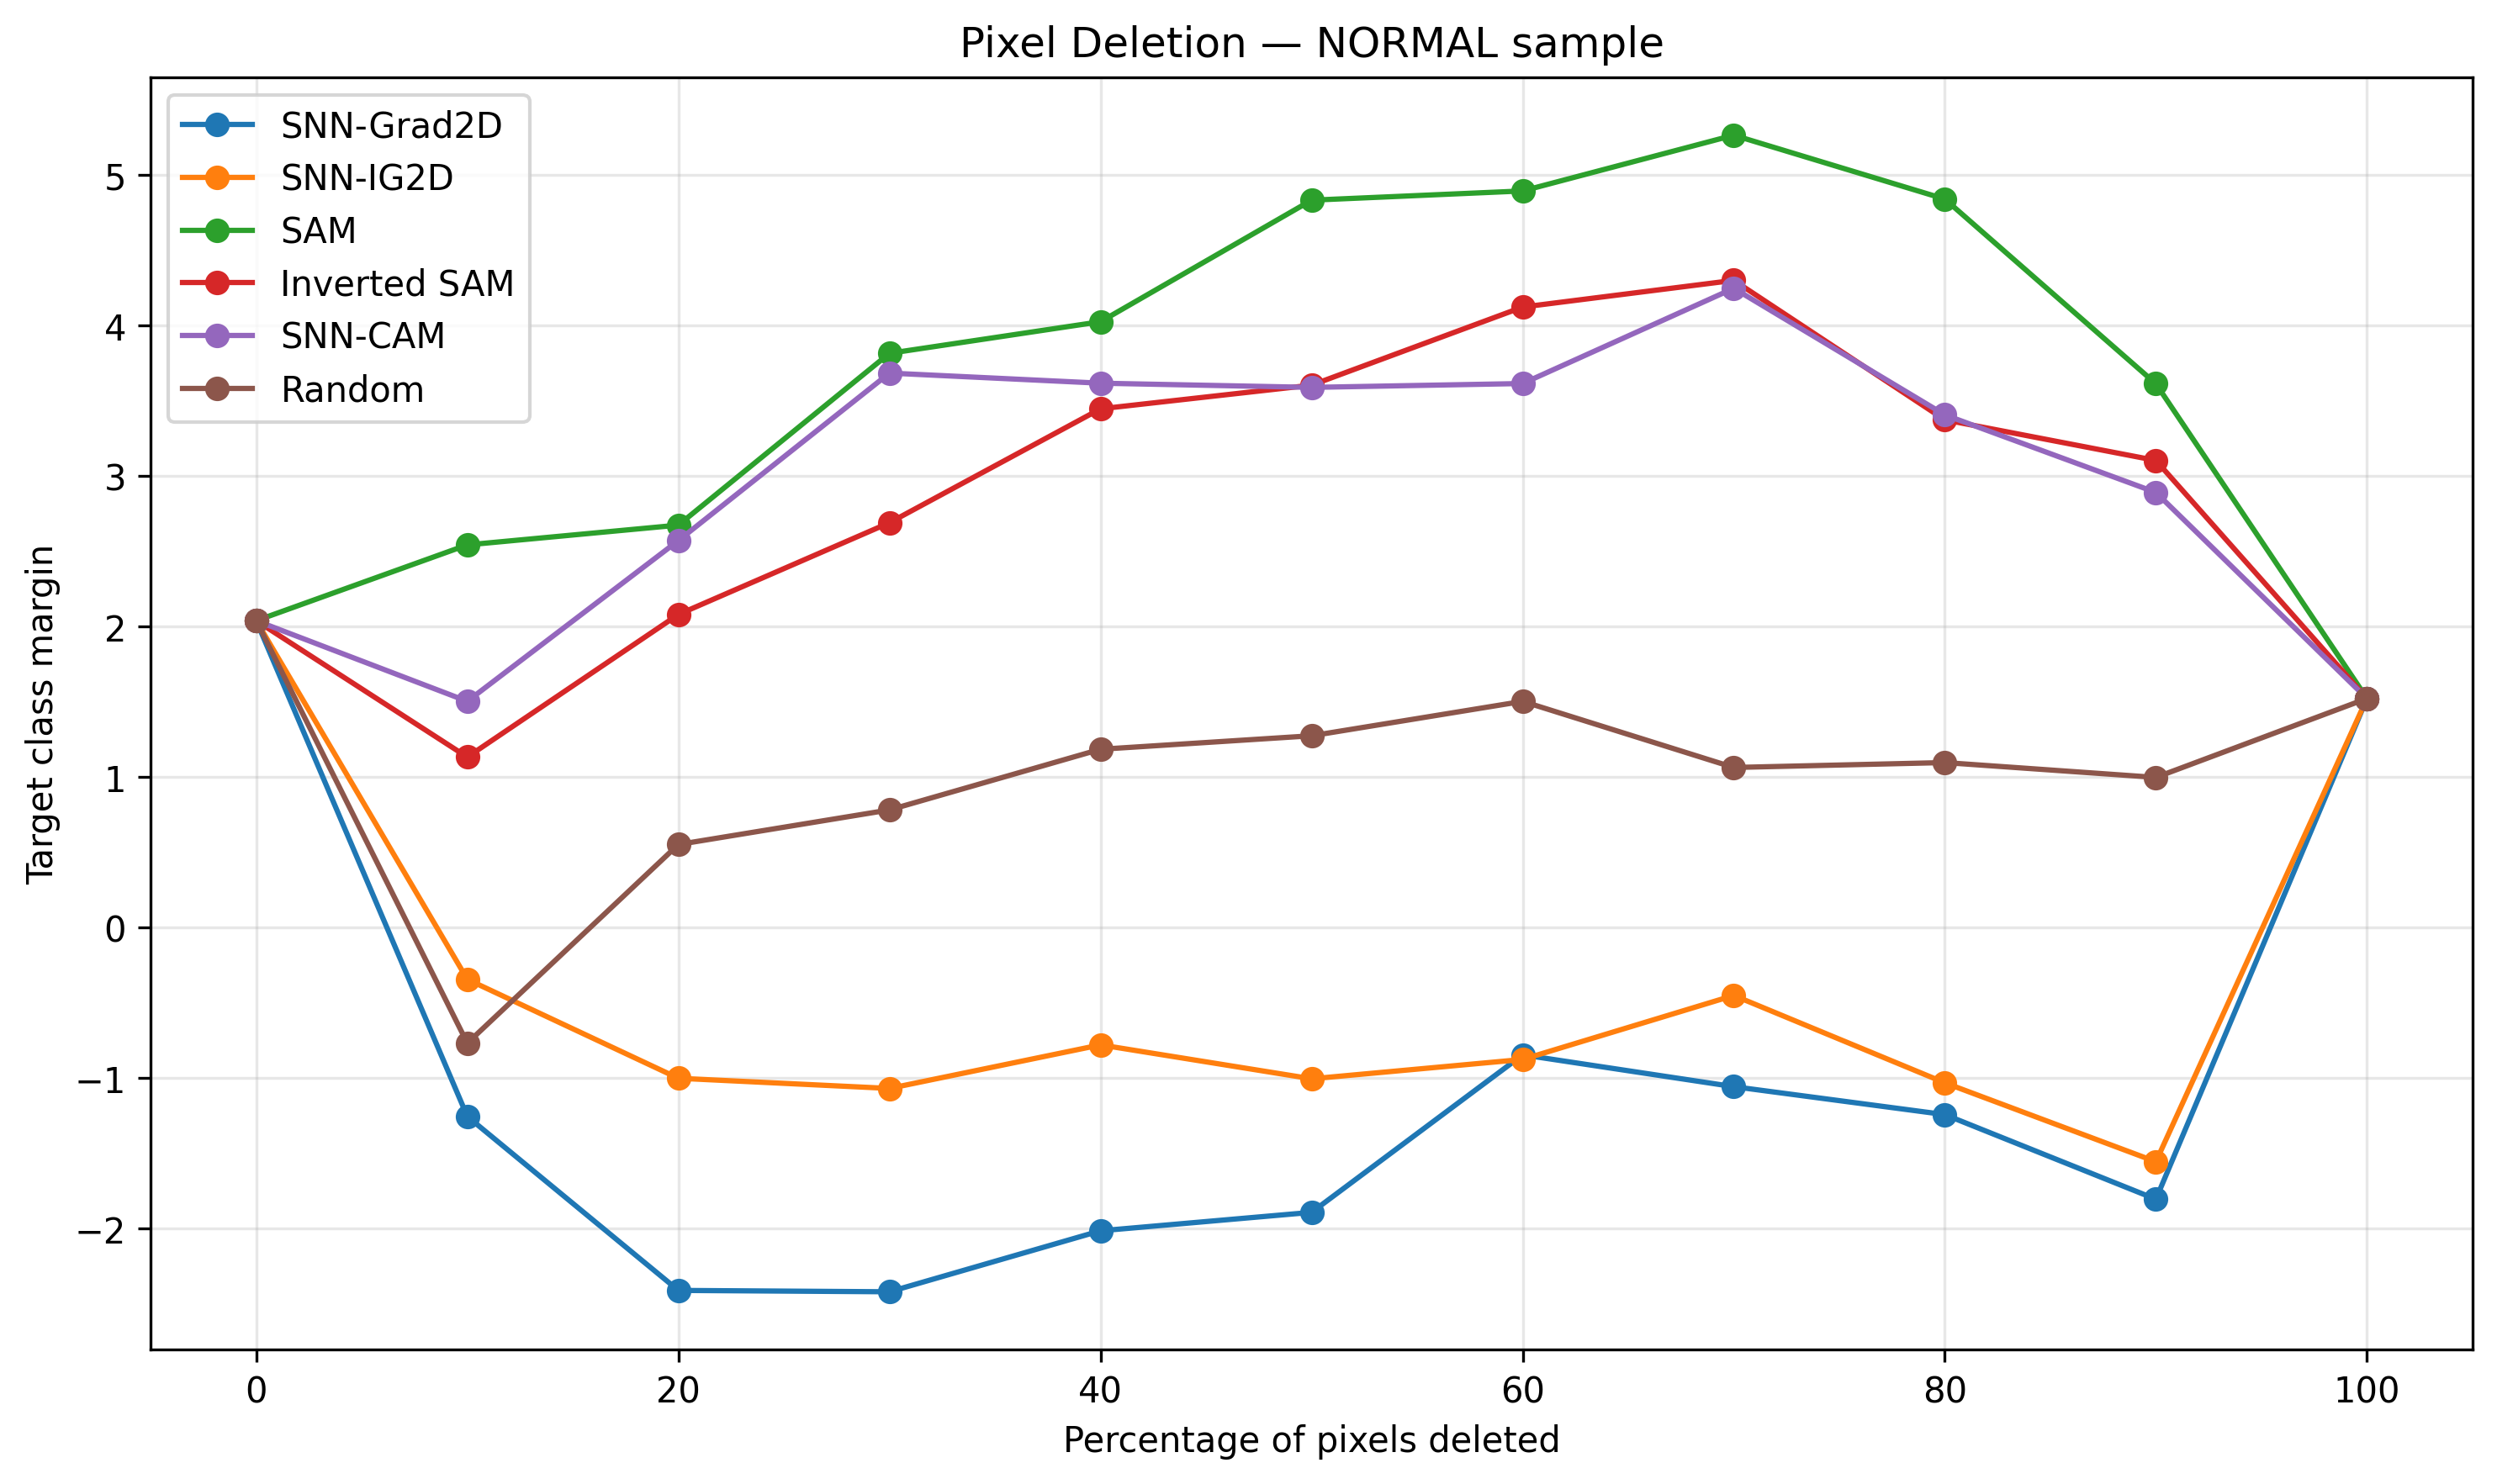 Pixel Deletion — NORMAL sample
SNN-Grad2D
SNN-IG2D
SAM
Inverted SAM
SNN-CAM
Random
Target class margin
5
4
3
2
1
0
−1
−2
0 20 40 60 80 100
Percentage of pixels deleted